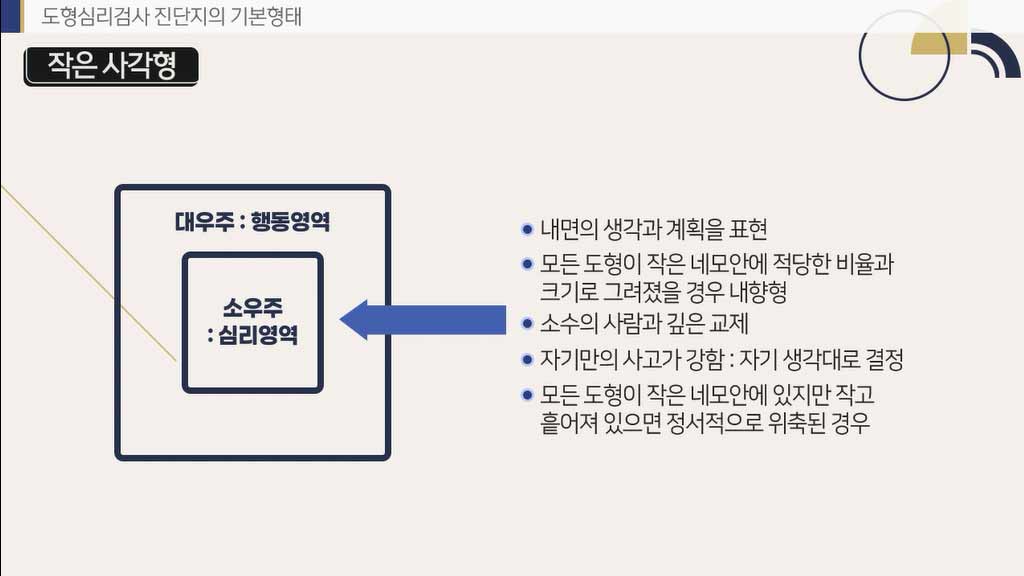 도형심리검사 진단지의 기본형태
작은 사각형
대우주 : 행동영역
소우주
: 심리영역
내면의 생각과 계획을 표현
모든 도형이 작은 네모안에 적당한 비율과
크기로 그려졌을 경우 내향형
소수의 사람과 깊은 교제
자기만의 사고가 강함 : 자기 생각대로 결정
모든 도형이 작은 네모안에 있지만 작고
흩어져 있으면 정서적으로 위축된 경우